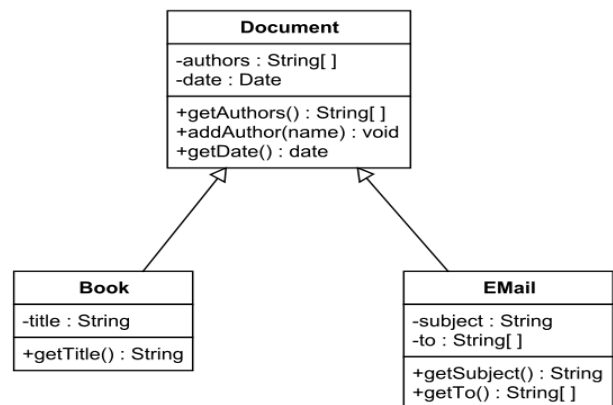 Document
-authors : String[ ]
-date : Date
+getAuthors() : String[ ]
+addAuthor(name) : void
+getDate() : date
Book
-title : String
+getTitle() : String
EMail
-subject : String
-to : String[ ]
+getSubject() : String
+getTo() : String[ ]